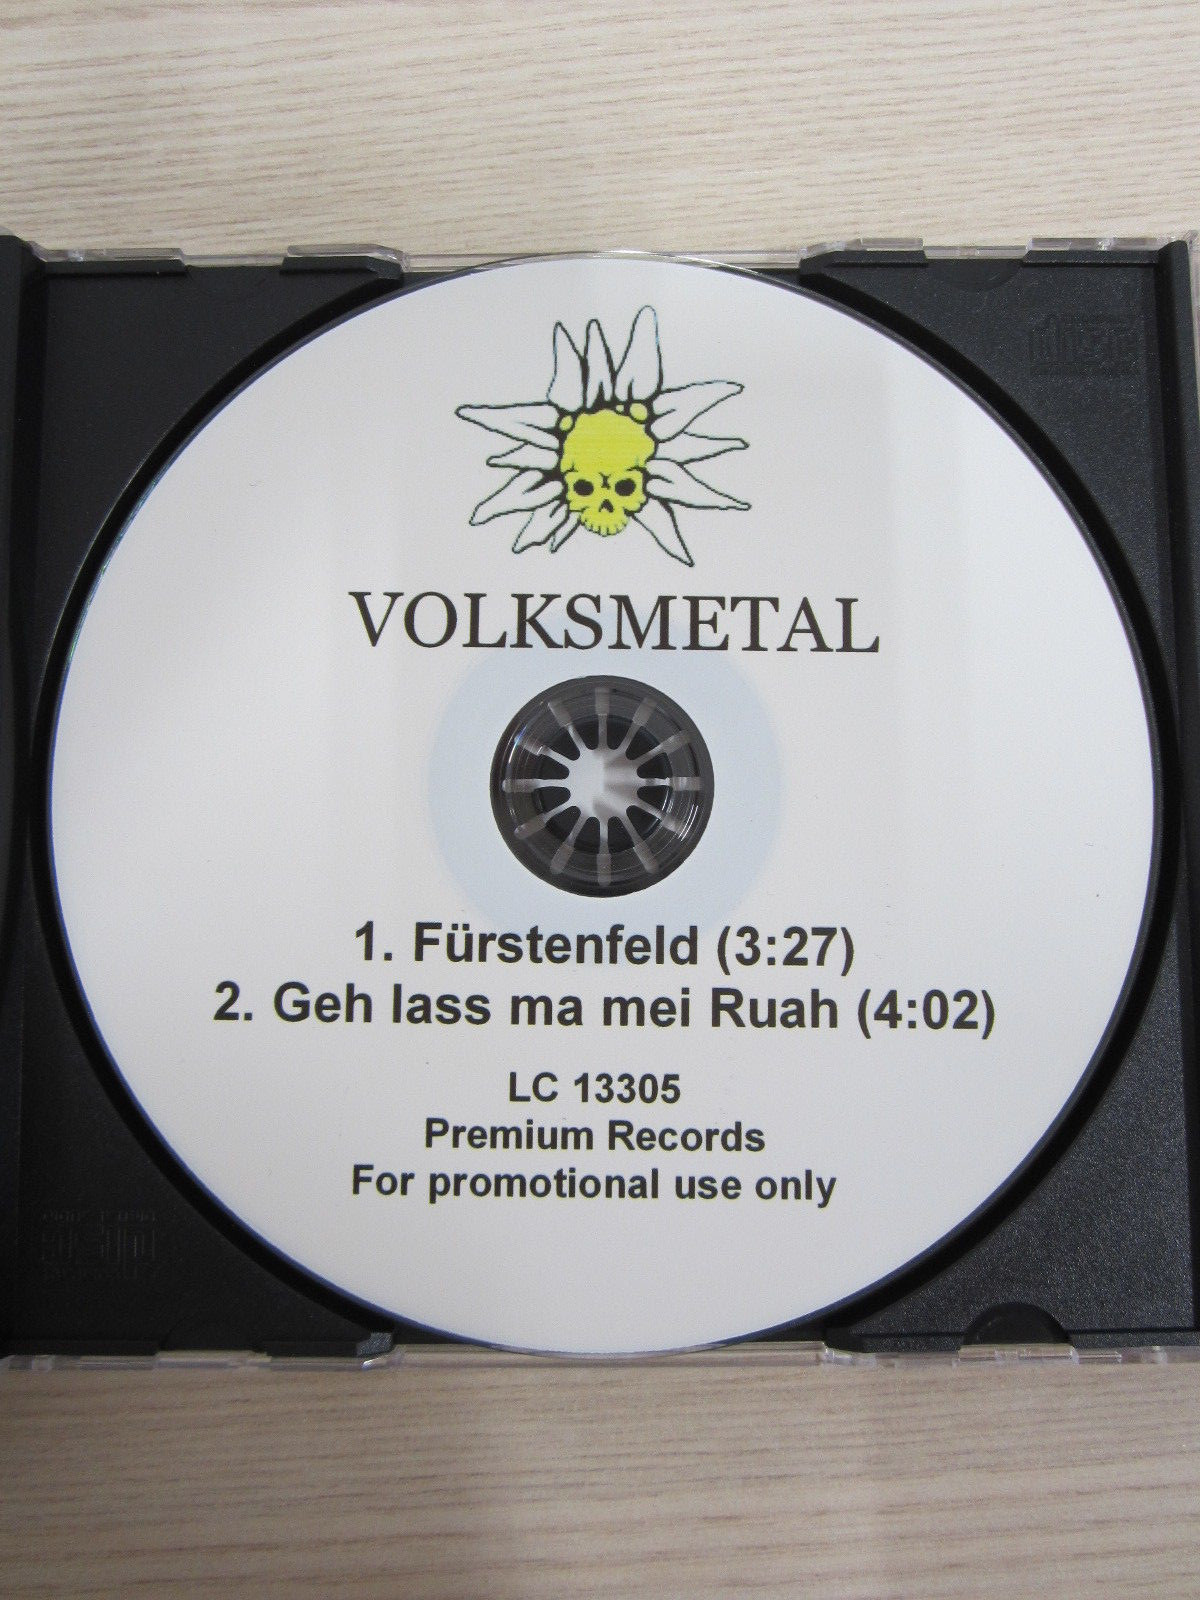 VOLKSMETAL
1. Fürstenfeld (3:27)
2. Geh lass ma mei Ruah (4:02)
LC 13305
Premium Records
For promotional use only